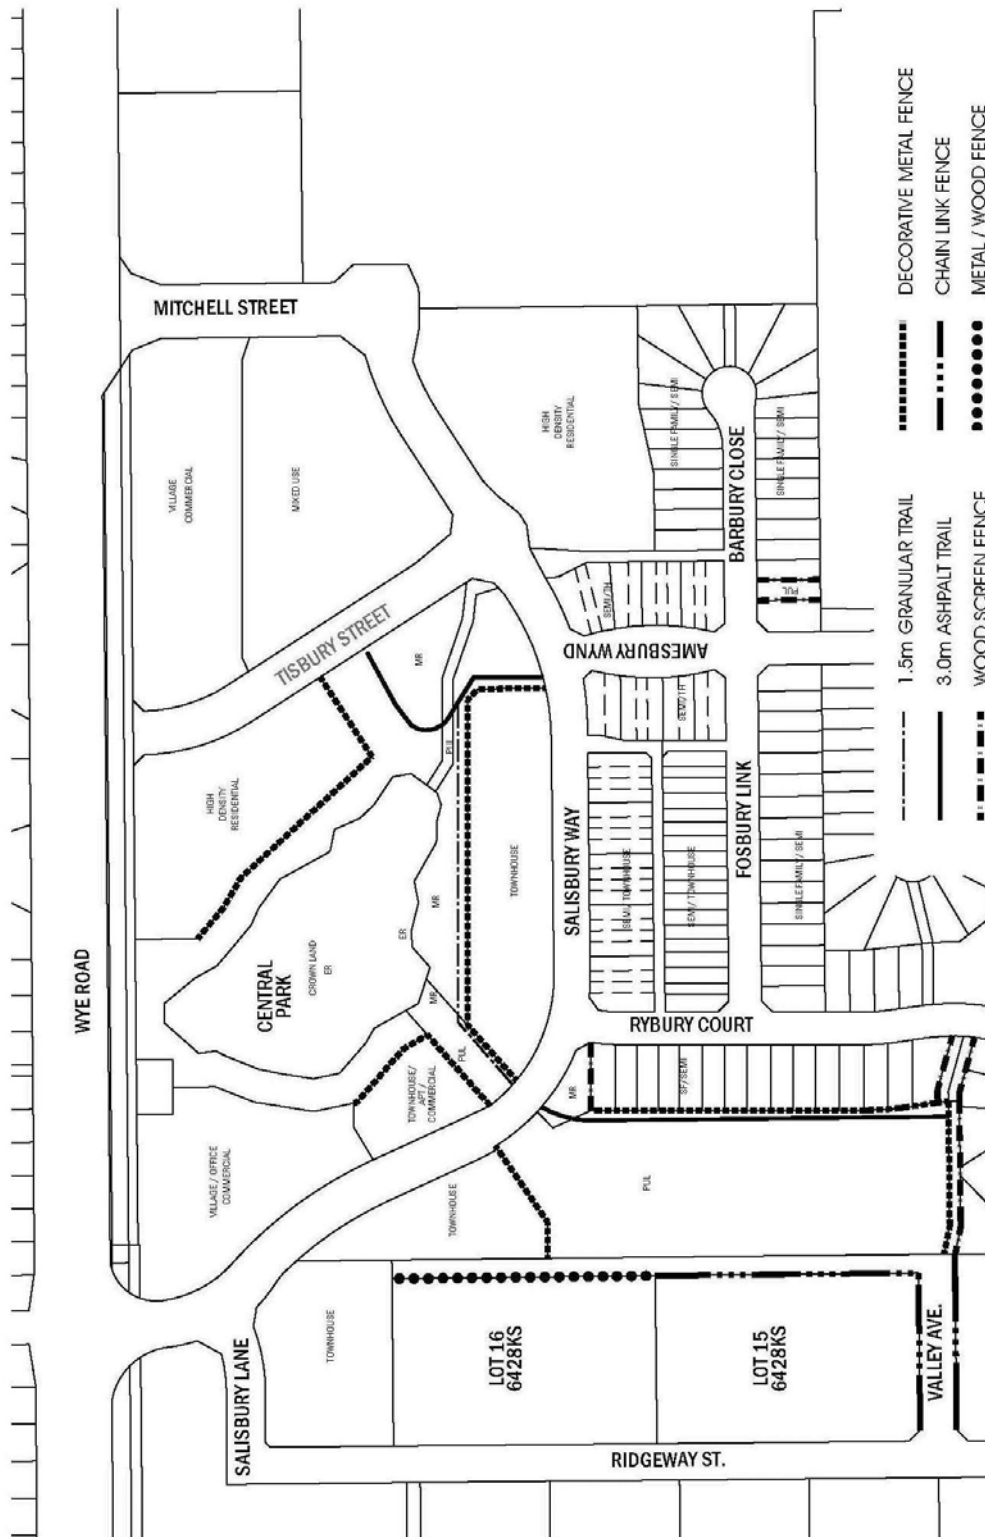 WYE ROAD
MITCHELL STREET
VILLAGE
COMMERCIAL
MIXED USE
TISBURY STREET
HIGH
DENSITY
RESIDENTIAL
HIGH
DENSITY
RESIDENTIAL
SINGLE FAMILY / SEMI
BARBURY CLOSE
SINGLE FAMILY / SEMI
PUL
SEMI/TH
AMESBURY WYND
SEMI/TH
MR
PUL
MR
ER
CENTRAL
PARK
CROWN LAND
ER
MR
PUL
TOWNHOUSE
SALISBURY WAY
SEMI / TOWNHOUSE
SEMI / TOWNHOUSE
FOSBURY LINK
SINGLE FAMILY / SEMI
RYBURY COURT
MR
SF/SEMI
TOWNHOUSE/
APT /
COMMERCIAL
VILLAGE / OFFICE
COMMERCIAL
TOWNHOUSE
PUL
SALISBURY LANE
TOWNHOUSE
LOT 16
6428KS
LOT 15
6428KS
VALLEY AVE.
RIDGEWAY ST.
1.5m GRANULAR TRAIL
3.0m ASHPALT TRAIL
WOOD SCREEN FENCE
DECORATIVE METAL FENCE
CHAIN LINK FENCE
METAL / WOOD FENCE